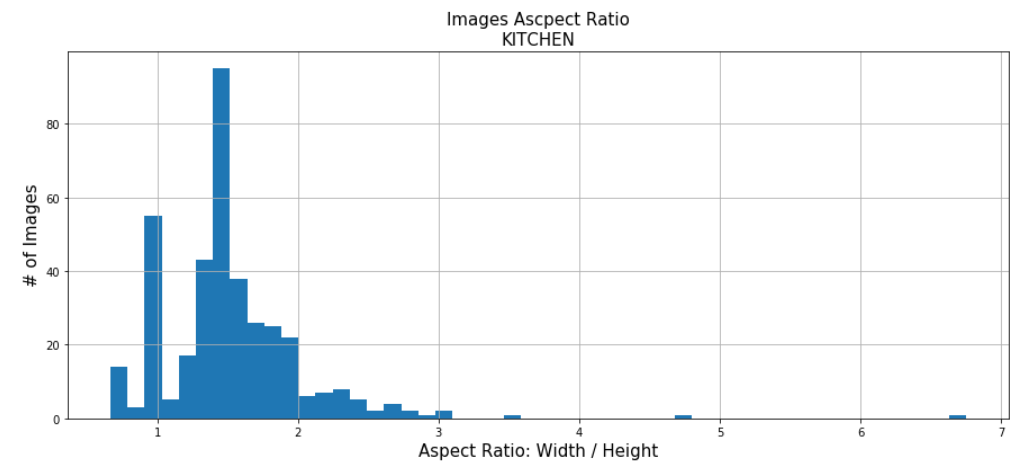 Images Ascpect Ratio
KITCHEN
80
60
40
20
0
# of Images
1 2 3 4 5 6 7
Aspect Ratio: Width / Height